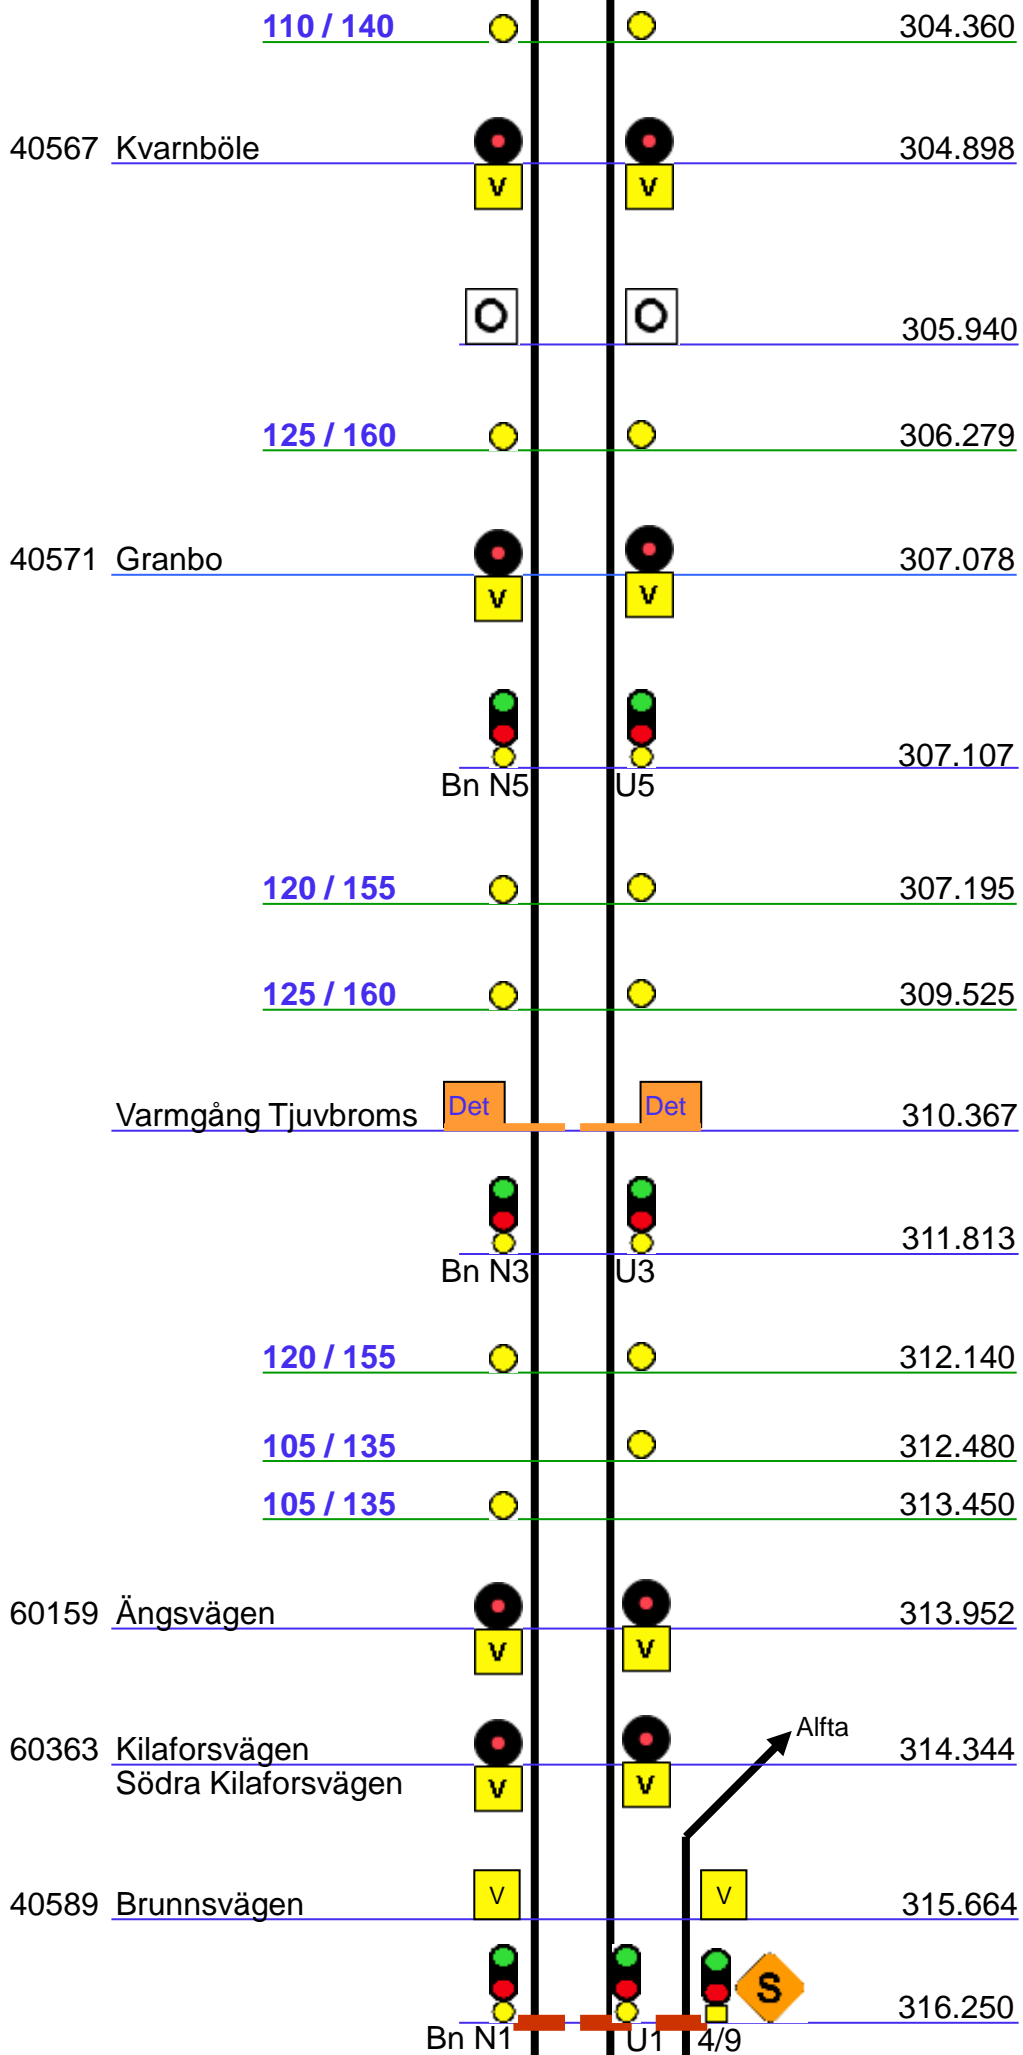 110 / 140 304.360
40567 Kvarnböle 304.898
V V
O O 305.940
125 / 160 306.279
40571 Granbo 307.078
V V
307.107
Bn N5 U5
120 / 155 307.195
125 / 160 309.525
Varmgång Tjuvbroms Det Det 310.367
311.813
Bn N3 U3
120 / 155 312.140
105 / 135 312.480
105 / 135 313.450
60159 Ängsvägen 313.952
V V
Alfta
60363 Kilaforsvägen 314.344
Södra Kilaforsvägen V V
40589 Brunnsvägen V V 315.664
S 316.250
Bn N1 U1 4/9